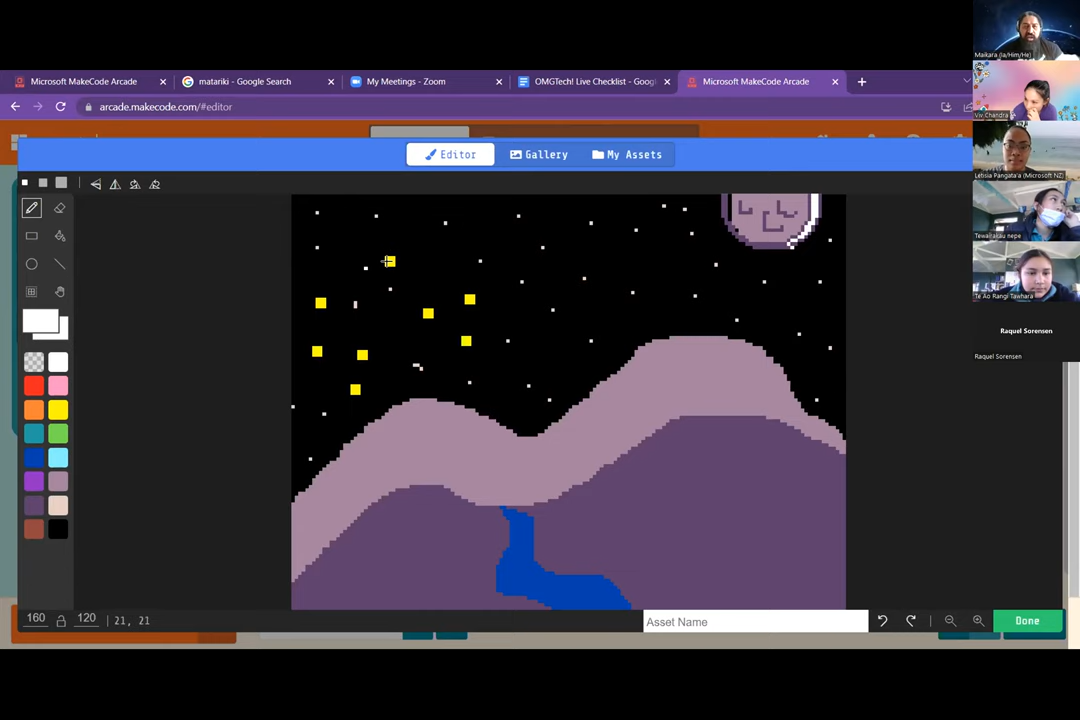 Microsoft MakeCode Arcade
matariki - Google Search
My Meetings - Zoom
OMGTech! Live Checklist - Googl
Microsoft MakeCode Arcade
arcade.makecode.com/#editor
Editor
Gallery
My Assets
160
120
21, 21
Asset Name
Done
Maikara (Ia/Him/He)
Viv Chandra
Letisia Pangata'a (Microsoft NZ)
Tewaitakau nepe
Te Ao Rangi Tawhara
Raquel Sorensen
Raquel Sorensen